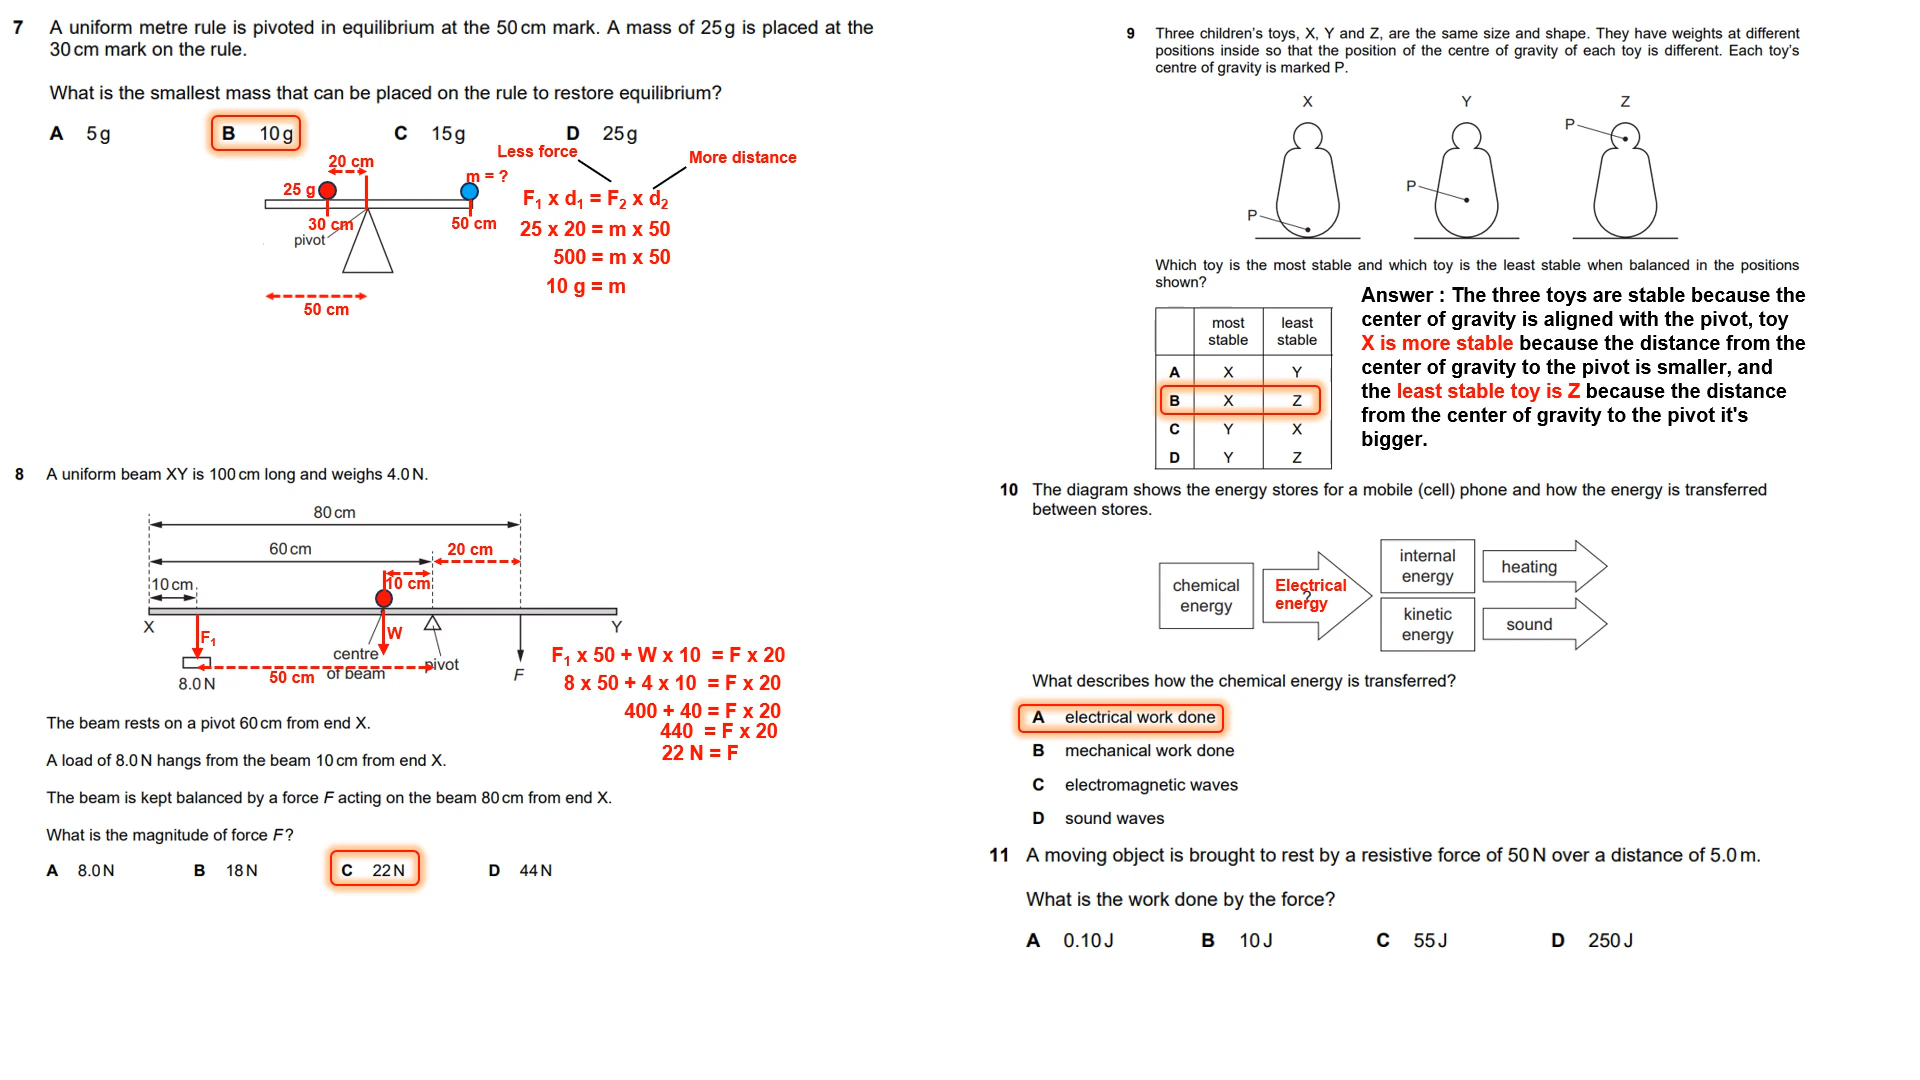 7 A uniform metre rule is pivoted in equilibrium at the 50 cm mark. A mass of 25 g is placed at the
30 cm mark on the rule.
What is the smallest mass that can be placed on the rule to restore equilibrium?
A 5 g B 10 g C 15 g D 25 g
Less force
More distance
20 cm
25 g
m = ?
30 cm
50 cm
pivot
50 cm
F₁ x d₁ = F₂ x d₂
25 x 20 = m x 50
500 = m x 50
10 g = m
8 A uniform beam XY is 100 cm long and weighs 4.0 N.
80 cm
60 cm
20 cm
10 cm
10 cm
X
Y
F₁
W
centre
of beam
pivot
8.0 N
50 cm
F
F₁ x 50 + W x 10 = F x 20
8 x 50 + 4 x 10 = F x 20
400 + 40 = F x 20
440 = F x 20
22 N = F
The beam rests on a pivot 60 cm from end X.
A load of 8.0 N hangs from the beam 10 cm from end X.
The beam is kept balanced by a force F acting on the beam 80 cm from end X.
What is the magnitude of force F?
A 8.0 N B 18 N C 22 N D 44 N
9 Three children's toys, X, Y and Z, are the same size and shape. They have weights at different
positions inside so that the position of the centre of gravity of each toy is different. Each toy's
centre of gravity is marked P.
X Y Z
P
P
P
Which toy is the most stable and which toy is the least stable when balanced in the positions
shown?
most stable least stable
A X Y
B X Z
C Y X
D Y Z
Answer : The three toys are stable because the
center of gravity is aligned with the pivot, toy
X is more stable because the distance from the
center of gravity to the pivot is smaller, and
the least stable toy is Z because the distance
from the center of gravity to the pivot it's
bigger.
10 The diagram shows the energy stores for a mobile (cell) phone and how the energy is transferred
between stores.
chemical
energy
Electrical
?
energy
internal
energy
heating
kinetic
energy
sound
What describes how the chemical energy is transferred?
A electrical work done
B mechanical work done
C electromagnetic waves
D sound waves
11 A moving object is brought to rest by a resistive force of 50 N over a distance of 5.0 m.
What is the work done by the force?
A 0.10 J B 10 J C 55 J D 250 J